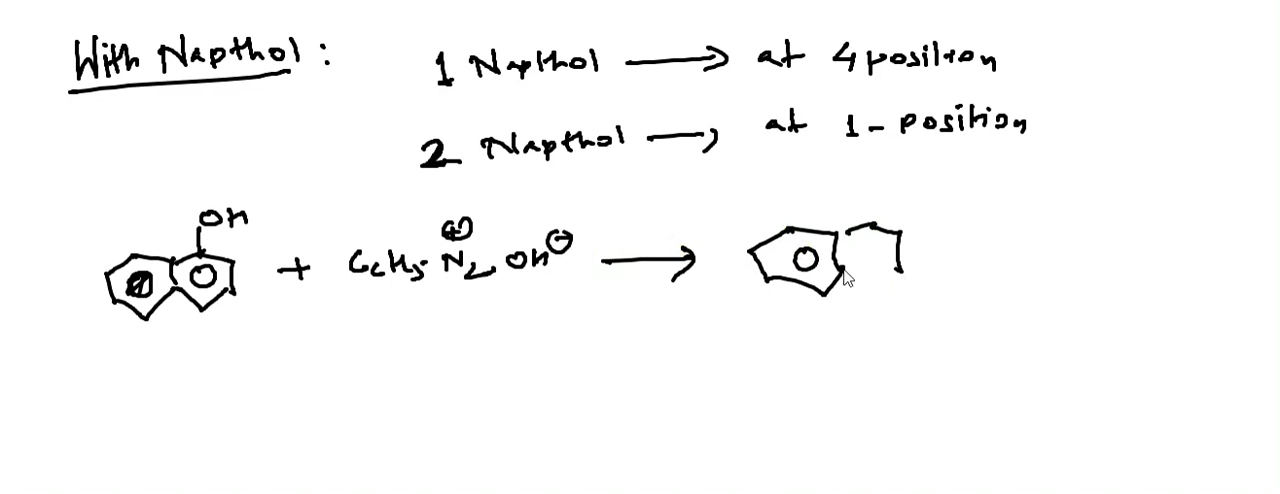 With Napthol :
1 Napthol ⟶ at 4 position
2 Napthol ⟶ at 1 - position
OH
+ C6H5 N2 ⊕ OH ⊖ ⟶